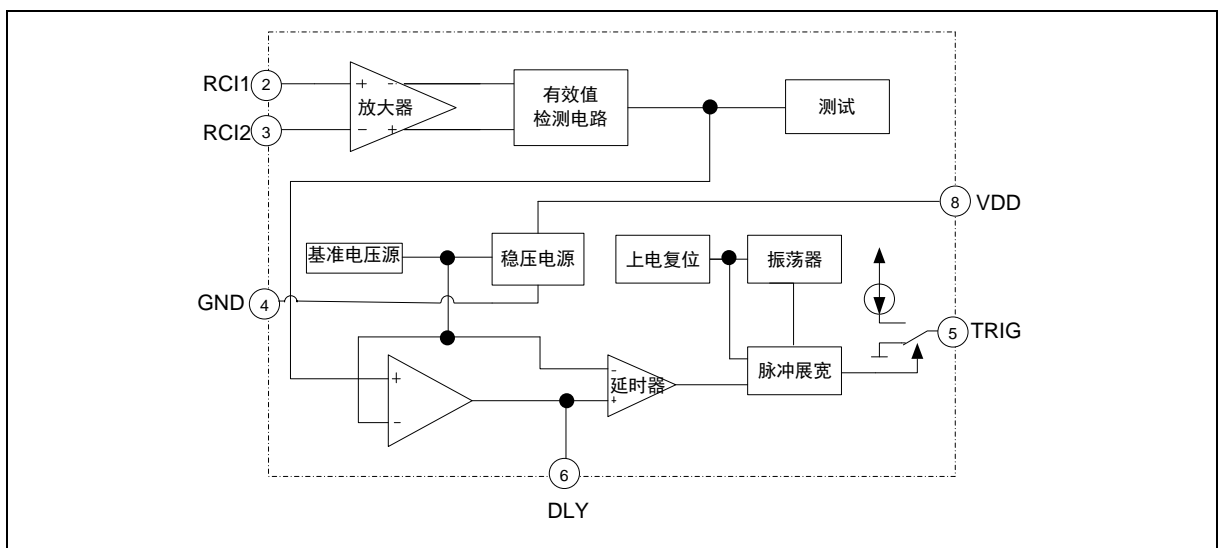 RCI1
2
+ -
放大器
- +
RCI2
3
有效值
检测电路
测试
8
VDD
基准电压源
稳压电源
上电复位
振荡器
GND
4
5
TRIG
+
-
-
延时器
+
脉冲展宽
6
DLY